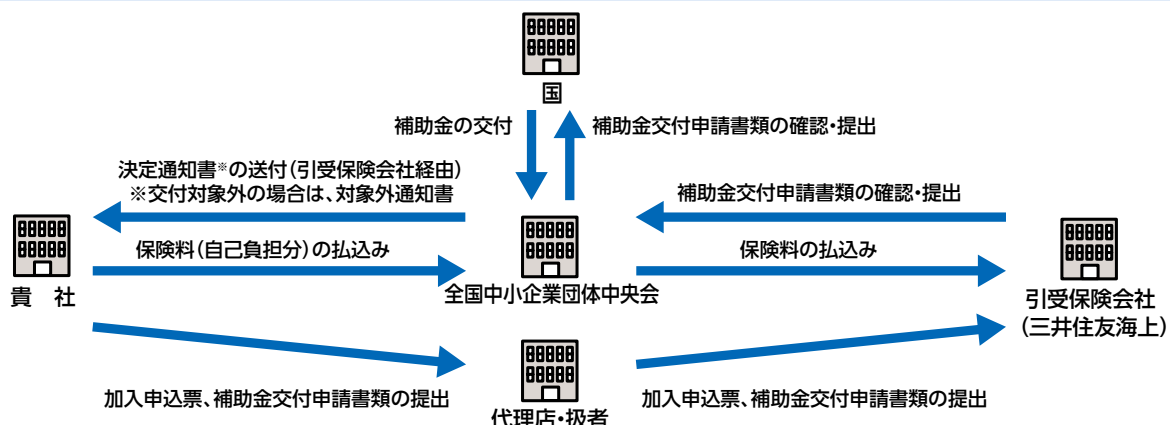 国
補助金の交付
補助金交付申請書類の確認・提出
決定通知書※の送付（引受保険会社経由）
※交付対象外の場合は、対象外通知書
補助金交付申請書類の確認・提出
保険料（自己負担分）の払込み
保険料の払込み
貴　社
全国中小企業団体中央会
引受保険会社
（三井住友海上）
加入申込票、補助金交付申請書類の提出
加入申込票、補助金交付申請書類の提出
代理店・扱者